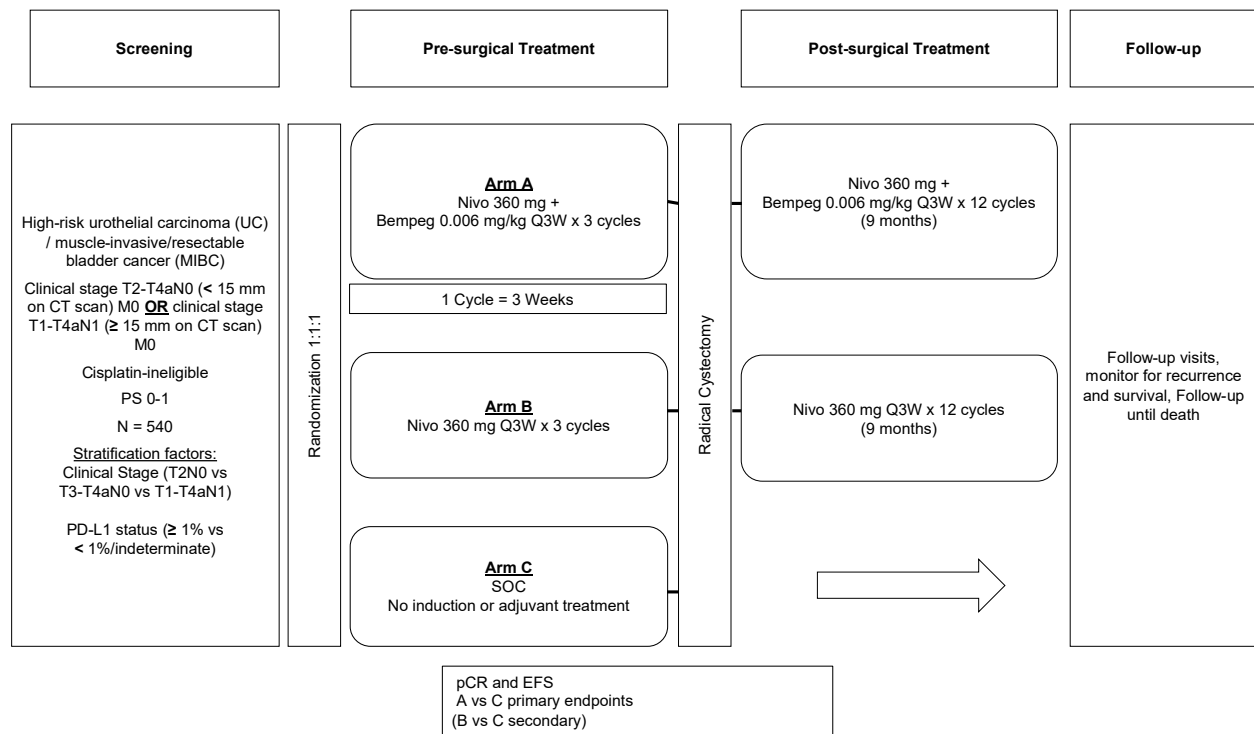 Screening
Pre-surgical Treatment
Post-surgical Treatment
Follow-up
High-risk urothelial carcinoma (UC)
/ muscle-invasive/resectable
bladder cancer (MIBC)
Clinical stage T2-T4aN0 (< 15 mm
on CT scan) M0 OR clinical stage
T1-T4aN1 (≥ 15 mm on CT scan)
M0
Cisplatin-ineligible
PS 0-1
N = 540
Stratification factors:
Clinical Stage (T2N0 vs
T3-T4aN0 vs T1-T4aN1)
PD-L1 status (≥ 1% vs
< 1%/indeterminate)
Randomization 1:1:1
Arm A
Nivo 360 mg +
Bempeg 0.006 mg/kg Q3W x 3 cycles
1 Cycle = 3 Weeks
Arm B
Nivo 360 mg Q3W x 3 cycles
Arm C
SOC
No induction or adjuvant treatment
Radical Cystectomy
Nivo 360 mg +
Bempeg 0.006 mg/kg Q3W x 12 cycles
(9 months)
Nivo 360 mg Q3W x 12 cycles
(9 months)
Follow-up visits,
monitor for recurrence
and survival, Follow-up
until death
pCR and EFS
A vs C primary endpoints
(B vs C secondary)